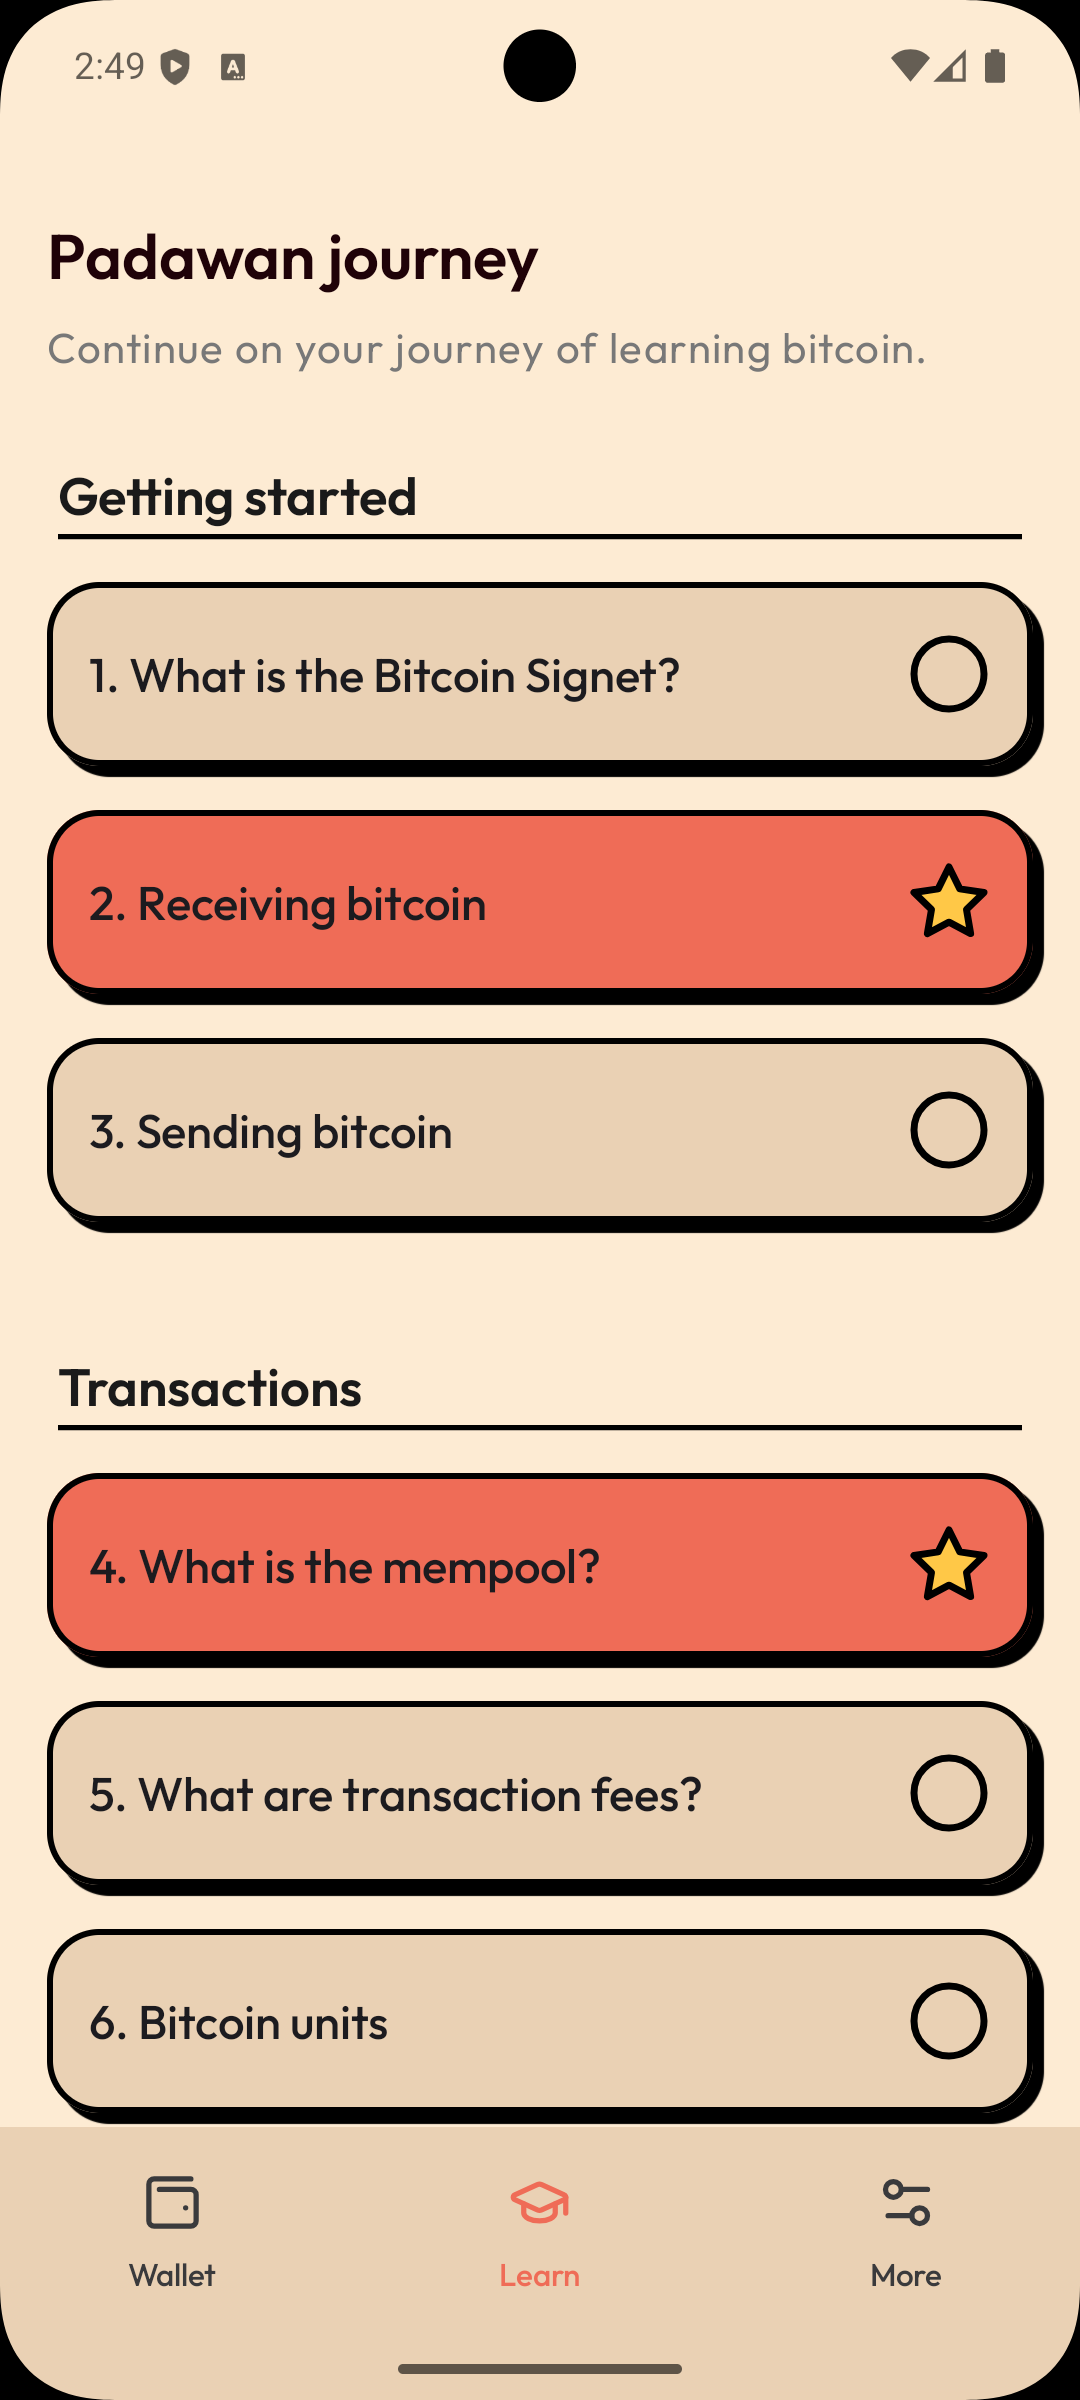 2:49
Padawan journey
Continue on your journey of learning bitcoin.
Getting started
1. What is the Bitcoin Signet?
2. Receiving bitcoin
3. Sending bitcoin
Transactions
4. What is the mempool?
5. What are transaction fees?
6. Bitcoin units
Wallet
Learn
More